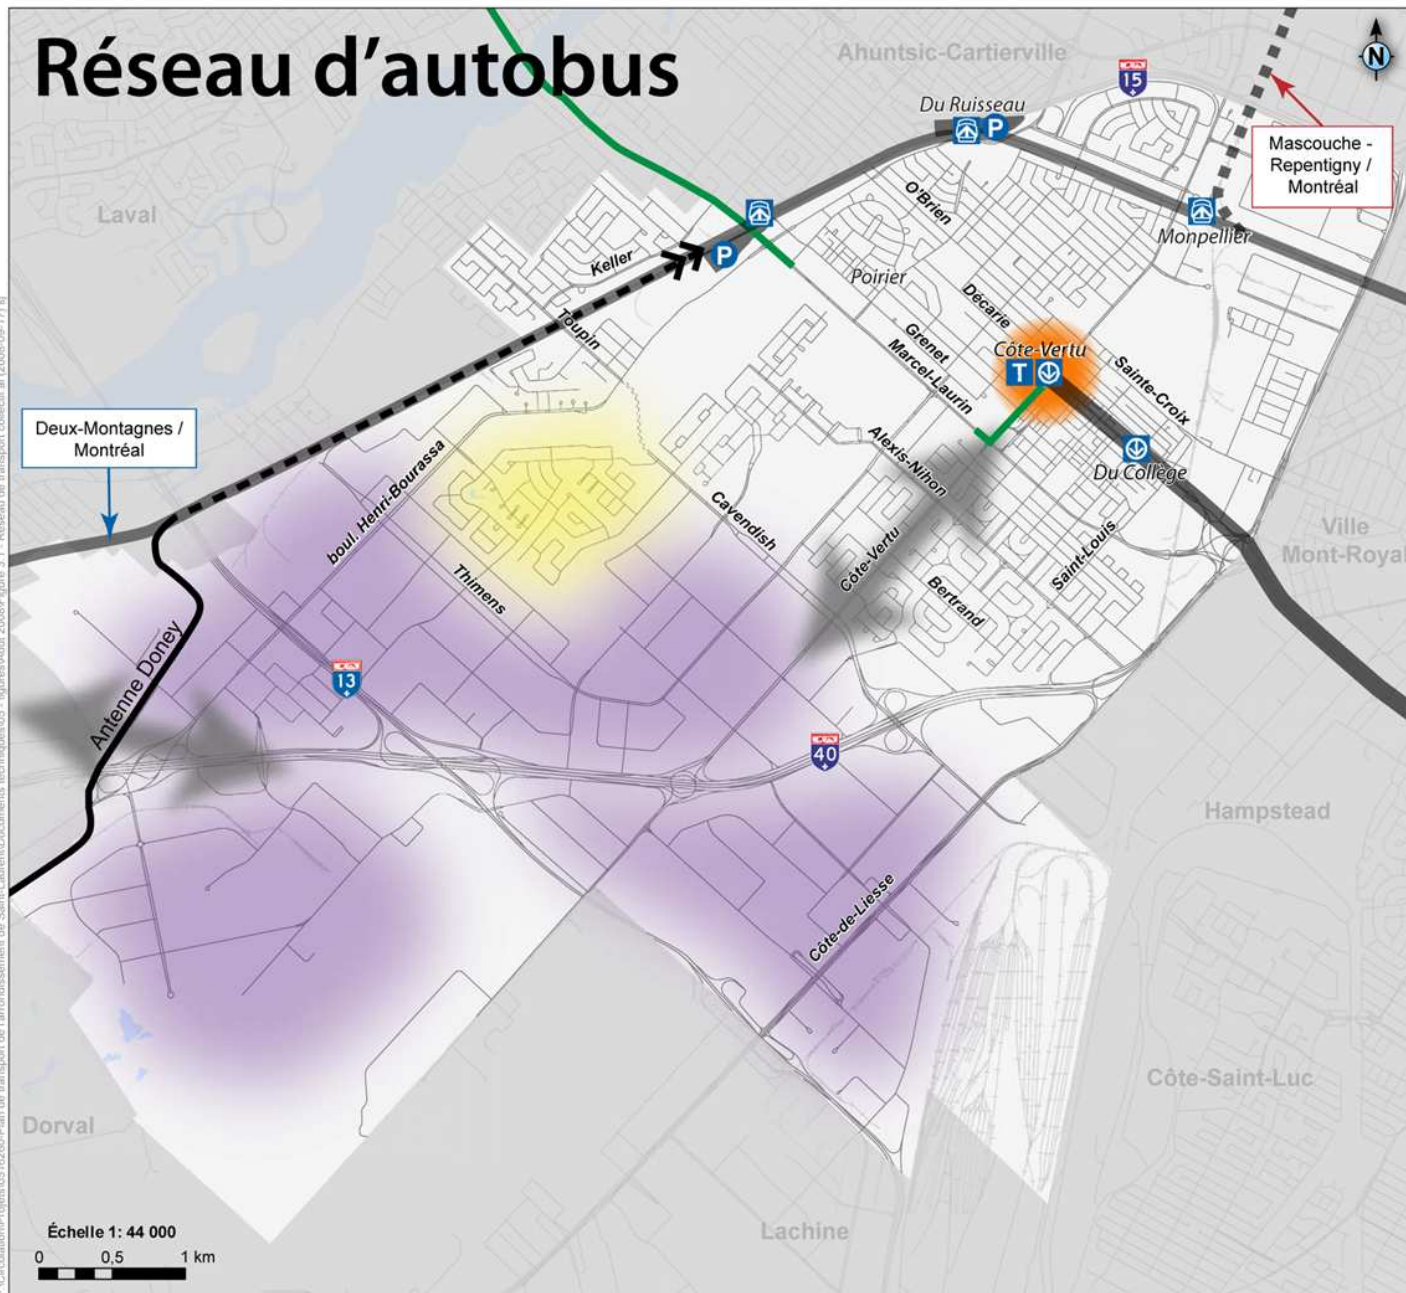 Réseau d'autobus
Ahuntsic-Cartierville
15
N
Du Ruisseau
P
Mascouche -
Repentigny /
Montréal
Laval
O'Brien
Monpellier
P
Keller
Poirier
Décarie
Toupin
Grenet
Marcel-Laurin
Côte-Vertu
T
Sainte-Croix
Deux-Montagnes /
Montréal
Alexis-Nihon
Du Collège
boul. Henri-Bourassa
Cavendish
Ville
Mont-Royal
Côte-Vertu
Saint-Louis
Thimens
Bertrand
Antenne Doney
13
40
Hampstead
Côte-de-Liesse
Côte-Saint-Luc
Dorval
Lachine
Échelle 1: 44 000
0 0,5 1 km